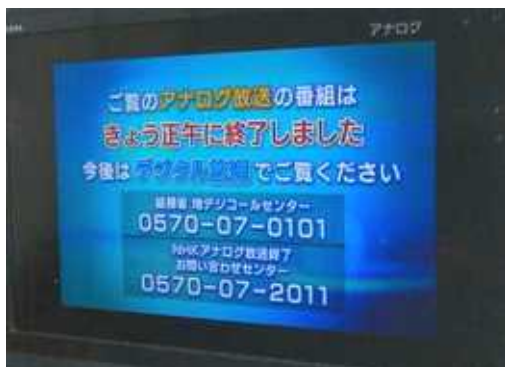 アナログ
ご覧のアナログ放送の番組は
きょう正午に終了しました
今後はデジタル放送でご覧ください
総務省 地デジコールセンター
0570-07-0101
NHKアナログ放送終了
お問い合わせセンター
0570-07-2011